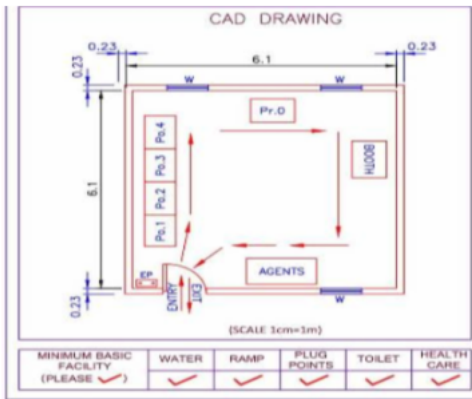 CAD DRAWING
0.23
0.23
6.1
0.23
W
W
Pr.O
Po.4
Po.3
Po.2
Po.1
BOOTH
6.1
EP
AGENTS
ENTRY
EXIT
0.23
W
(SCALE 1cm=1m)
MINIMUM BASIC
FACILITY
(PLEASE ✓)
WATER
RAMP
PLUG
POINTS
TOILET
HEALTH
CARE
✓ ✓ ✓ ✓ ✓